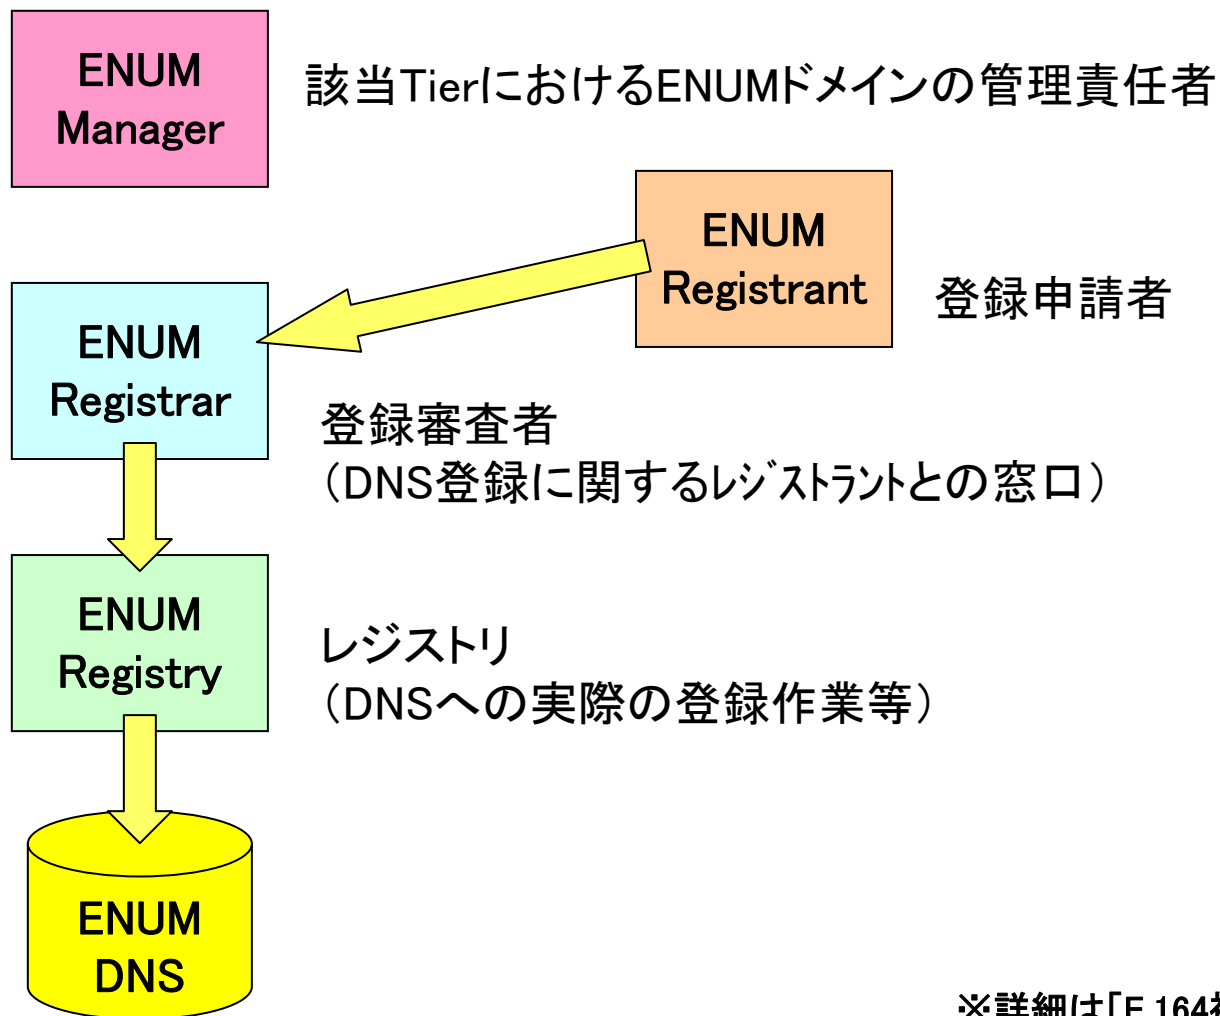 ENUM
Manager
該当TierにおけるENUMドメインの管理責任者
ENUM
Registrant
登録申請者
ENUM
Registrar
登録審査者
（DNS登録に関するﾚｼﾞｽﾄﾗﾝﾄとの窓口）
ENUM
Registry
レジストリ
（DNSへの実際の登録作業等）
ENUM
DNS
※詳細は「E.164